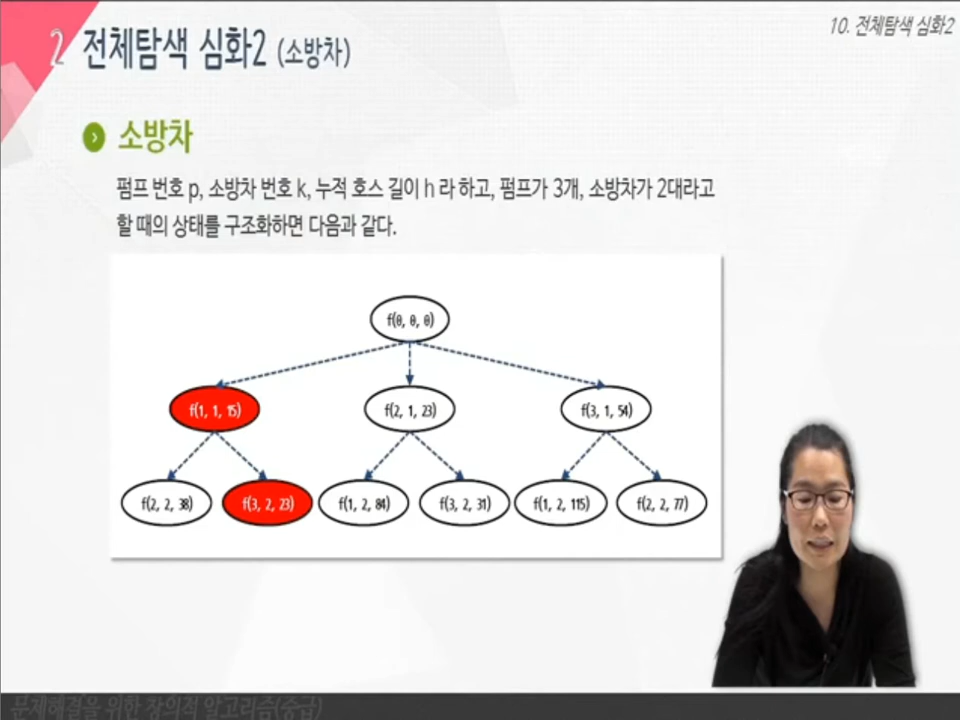 10. 전체탐색 심화2
2 전체탐색 심화2 (소방차)
소방차
펌프 번호 p, 소방차 번호 k, 누적 호스 길이 h 라 하고, 펌프가 3개, 소방차가 2대라고
할 때의 상태를 구조화하면 다음과 같다.
f(0, 0, 0)
f(1, 1, 15)
f(2, 1, 23)
f(3, 1, 54)
f(2, 2, 38)
f(3, 2, 23)
f(1, 2, 84)
f(3, 2, 31)
f(1, 2, 115)
f(2, 2, 77)
문제해결을 위한 창의적 알고리즘(중급)